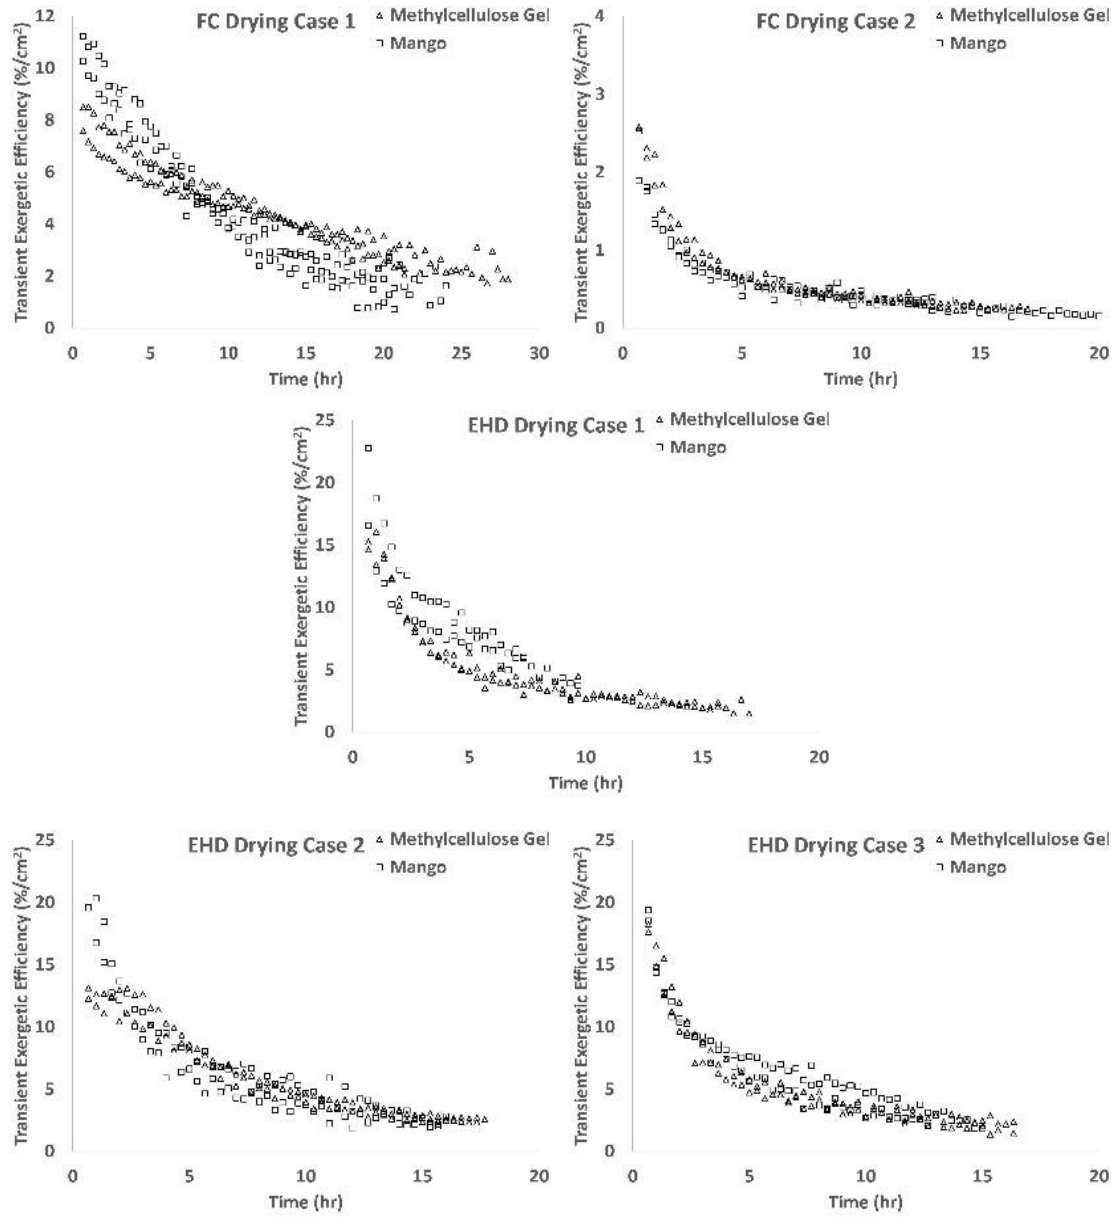 FC Drying Case 1
△ Methylcellulose Gel
□ Mango
Transient Exergetic Efficiency (%/cm²)
12
10
8
6
4
2
0
0 5 10 15 20 25 30
Time (hr)
FC Drying Case 2
△ Methylcellulose Gel
□ Mango
Transient Exergetic Efficiency (%/cm²)
4
3
2
1
0
0 5 10 15 20
Time (hr)
EHD Drying Case 1
△ Methylcellulose Gel
□ Mango
Transient Exergetic Efficiency (%/cm²)
25
20
15
10
5
0
0 5 10 15 20
Time (hr)
EHD Drying Case 2
△ Methylcellulose Gel
□ Mango
Transient Exergetic Efficiency (%/cm²)
25
20
15
10
5
0
0 5 10 15 20
Time (hr)
EHD Drying Case 3
△ Methylcellulose Gel
□ Mango
Transient Exergetic Efficiency (%/cm²)
25
20
15
10
5
0
0 5 10 15 20
Time (hr)